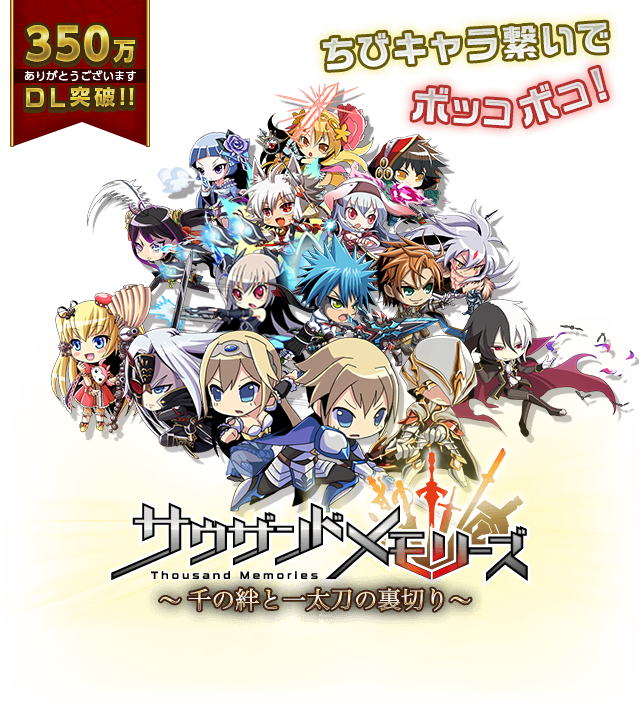 350万
ありがとうございます
DL突破!!
ちびキャラ繋いで
ボッコボコ!
サウザンドメモリーズ
Thousand Memories
～千の絆と一太刀の裏切り～